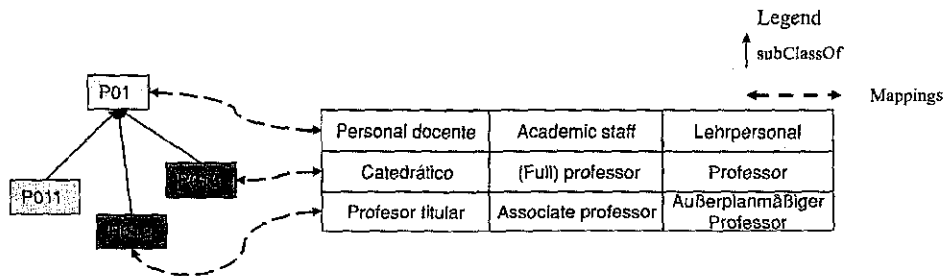 Legend
subClassOf
Mappings
P01
P011
Personal docente Academic staff Lehrpersonal
Catedrático (Full) professor Professor
Profesor titular Associate professor Außerplanmäßiger
Professor